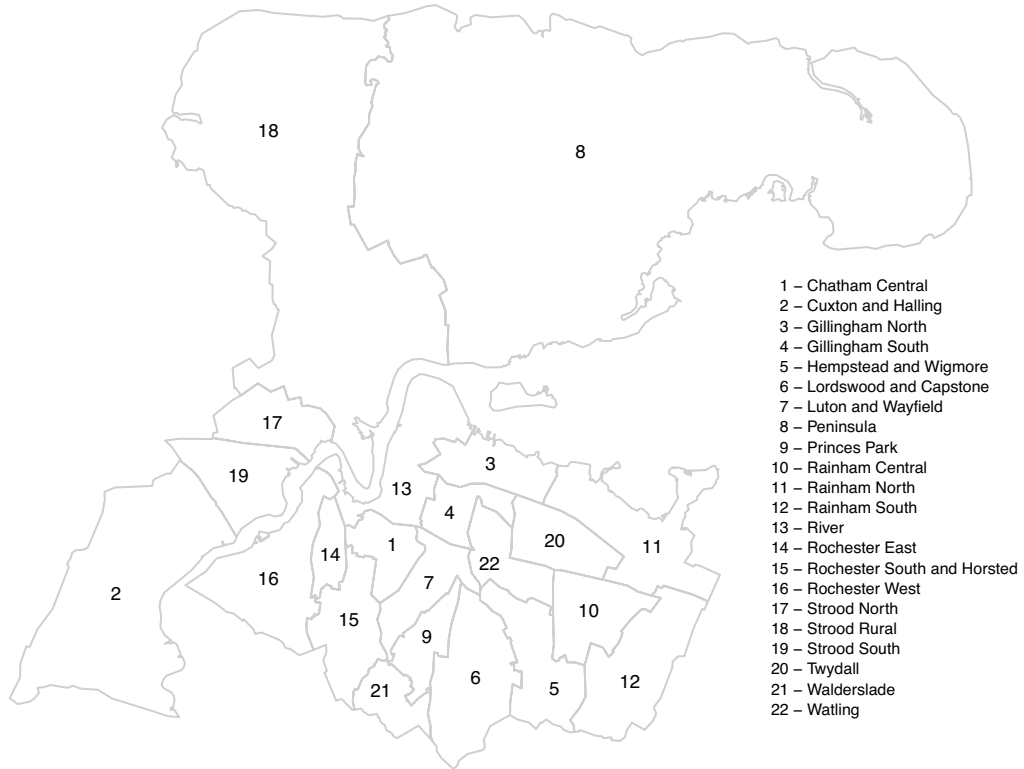 18
8
17
3
19
13
4
1
14
20
11
22
16
7
2
10
15
9
6
12
5
21
1 – Chatham Central
2 – Cuxton and Halling
3 – Gillingham North
4 – Gillingham South
5 – Hempstead and Wigmore
6 – Lordswood and Capstone
7 – Luton and Wayfield
8 – Peninsula
9 – Princes Park
10 – Rainham Central
11 – Rainham North
12 – Rainham South
13 – River
14 – Rochester East
15 – Rochester South and Horsted
16 – Rochester West
17 – Strood North
18 – Strood Rural
19 – Strood South
20 – Twydall
21 – Walderslade
22 – Watling